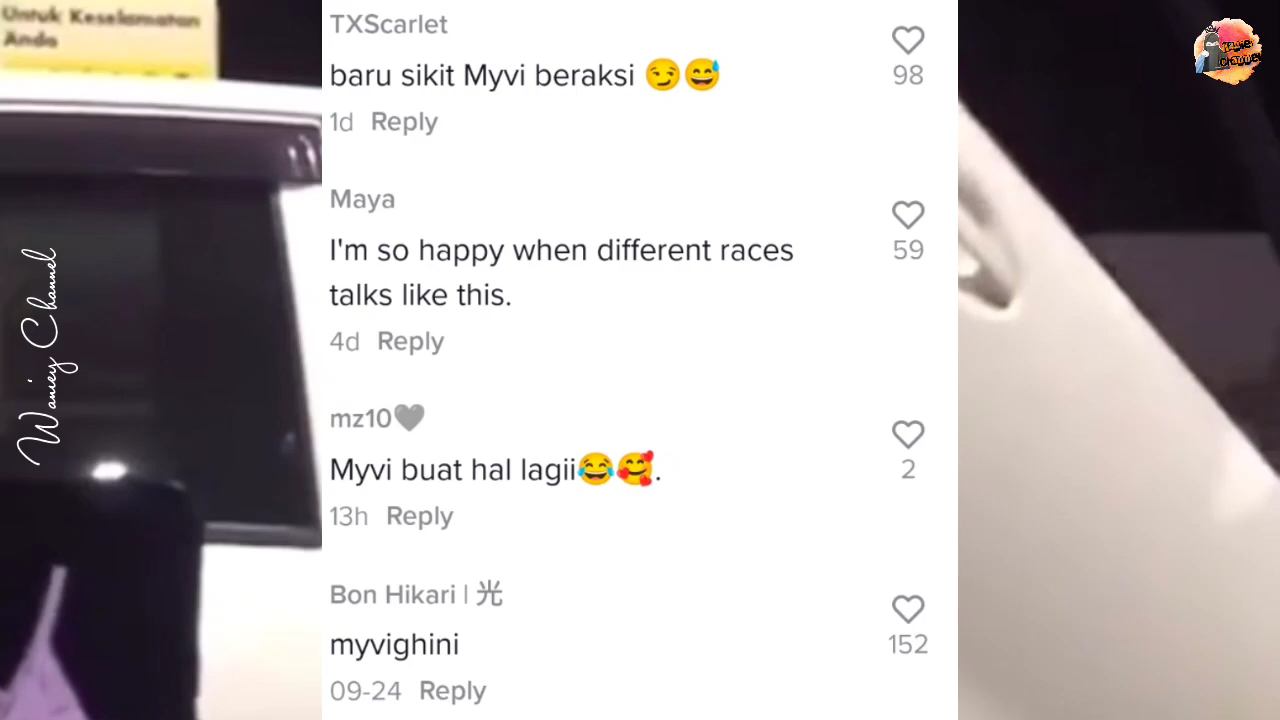 Untuk Keselamatan
Anda
TXScarlet
baru sikit Myvi beraksi 😏😅
98
1d Reply
Maya
I'm so happy when different races
talks like this.
59
4d Reply
mz10🖤
Myvi buat hal lagii😂🥰.
2
13h Reply
Bon Hikari | 光
myvighini
152
09-24 Reply
Waniey Channel
Channel